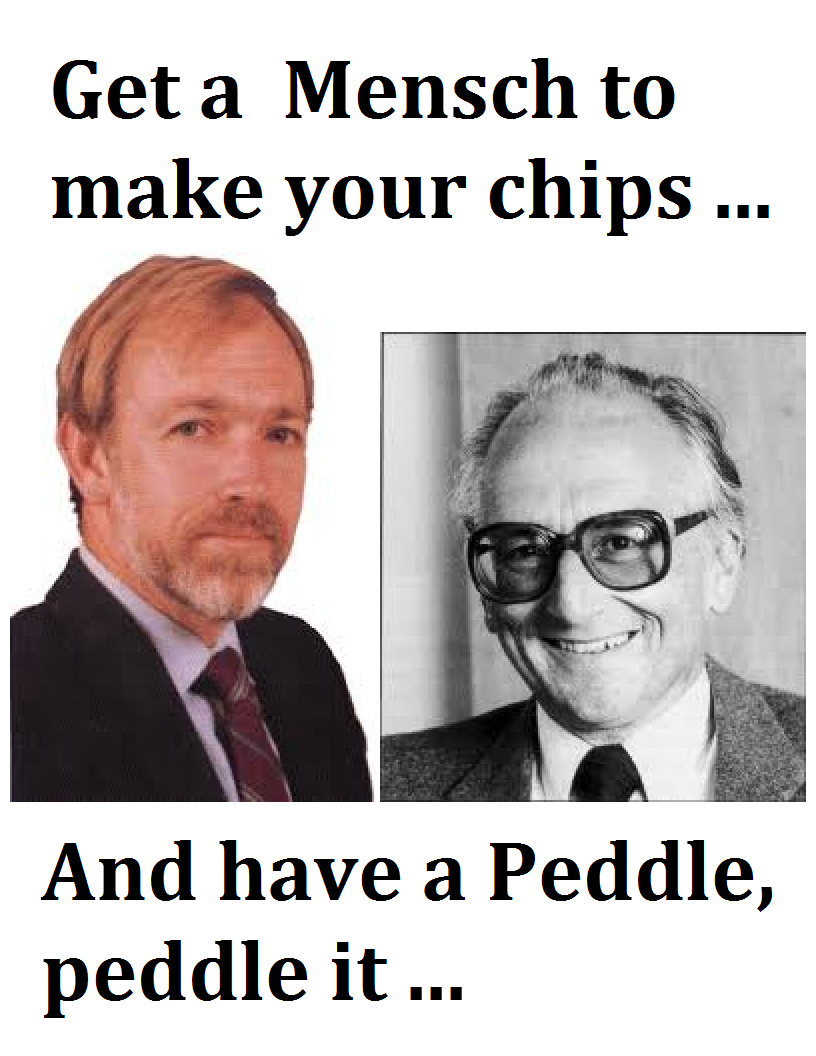 Get a  Mensch to
make your chips ...
And have a Peddle,
peddle it ...